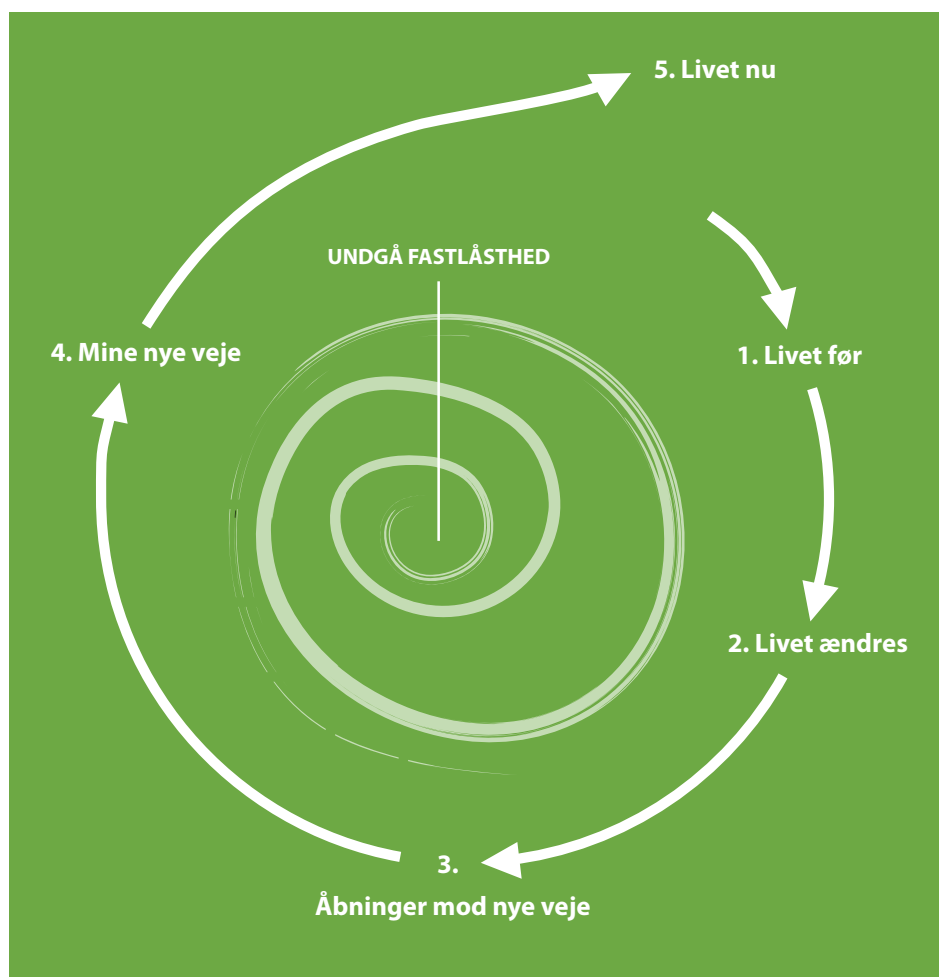 5. Livet nu
UNDGÅ FASTLÅSTHED
4. Mine nye veje
1. Livet før
2. Livet ændres
3.
Åbninger mod nye veje